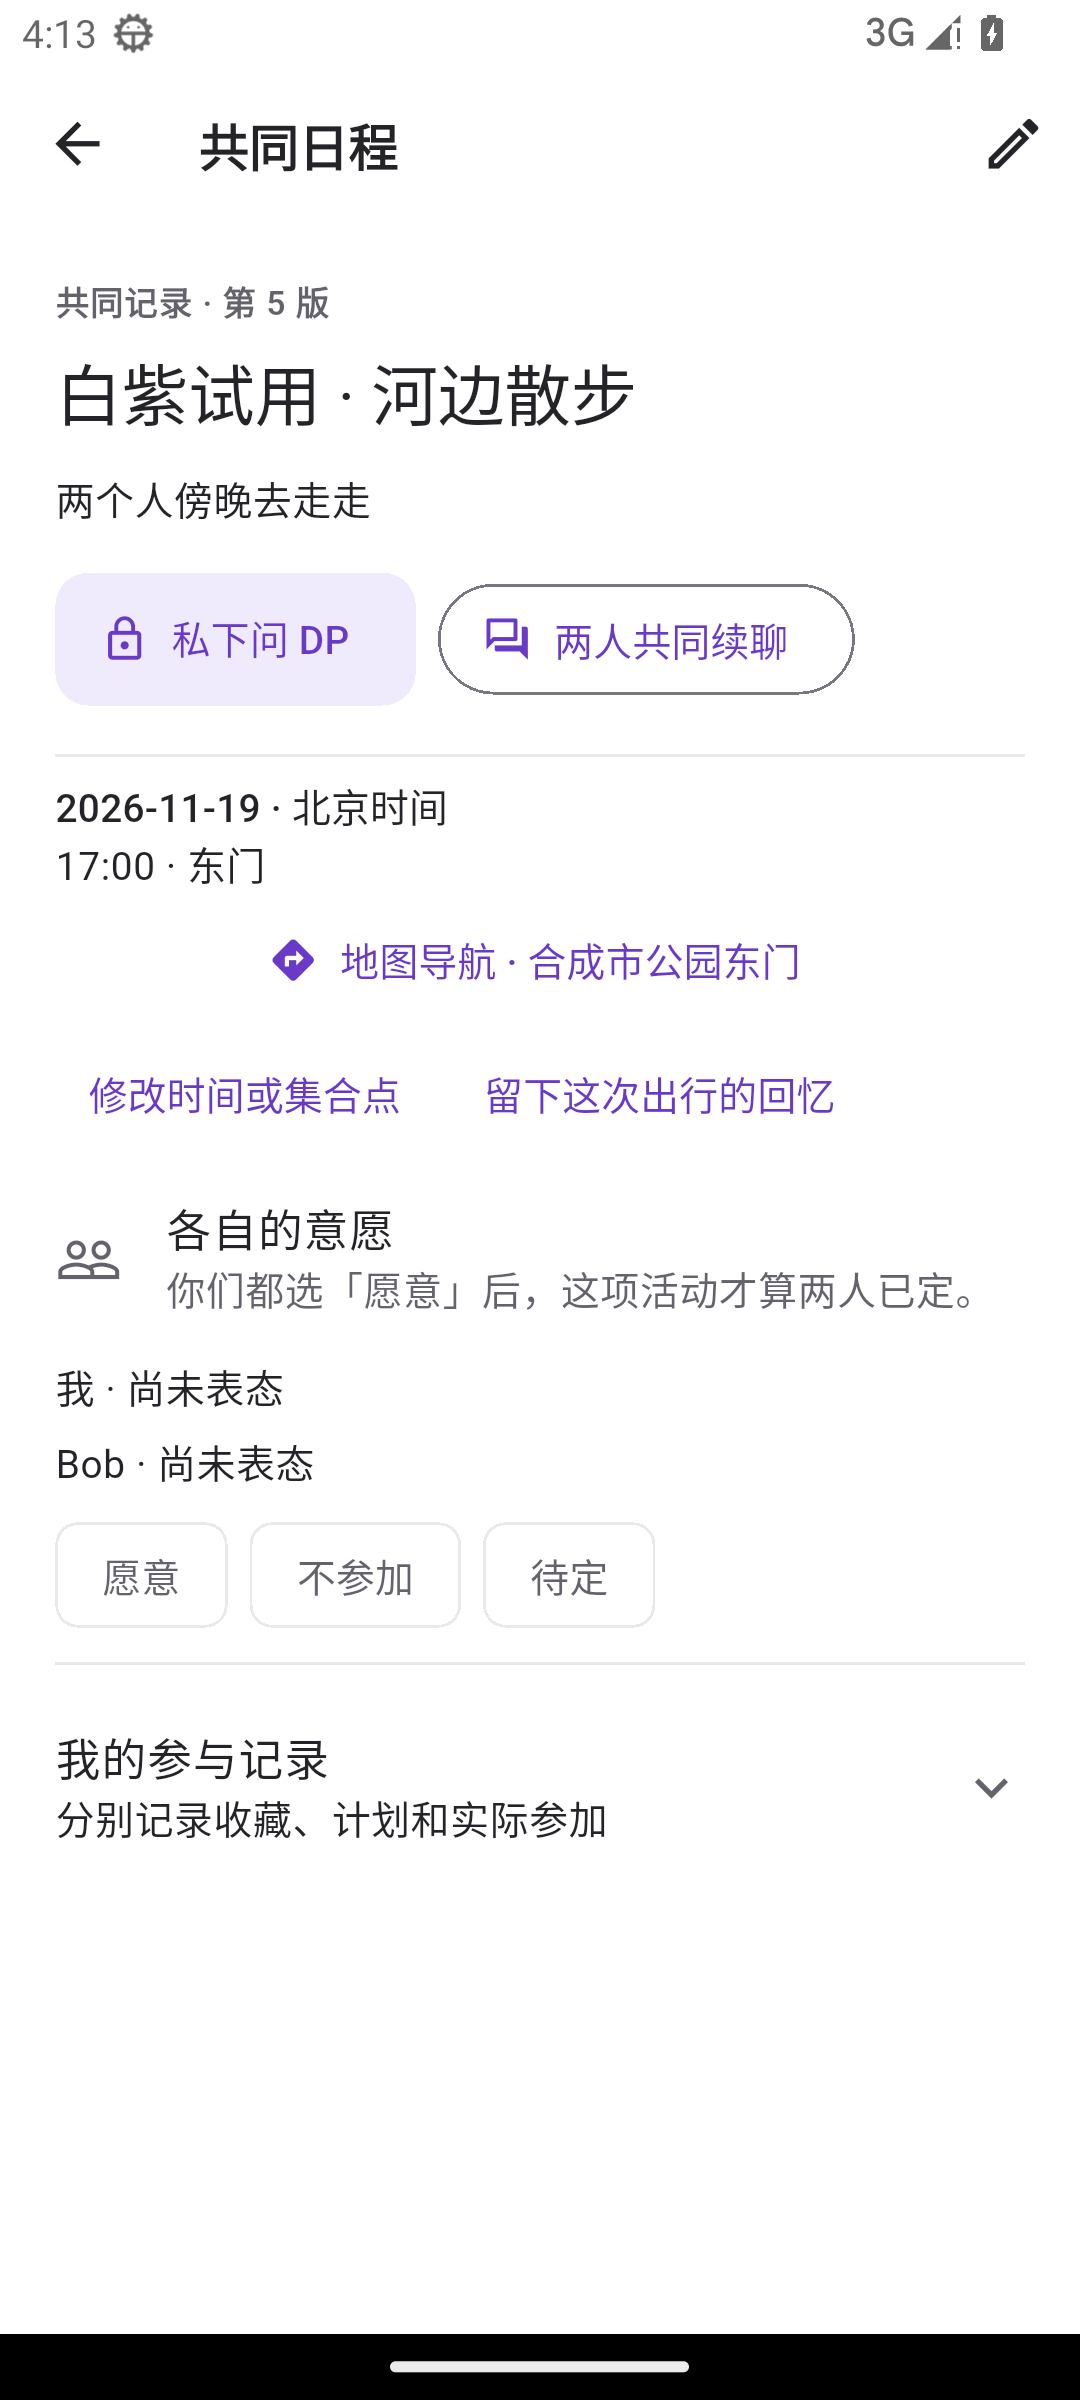 4:13
3G
共同日程
共同记录 · 第 5 版
白紫试用 · 河边散步
两个人傍晚去走走
私下问 DP
两人共同续聊
2026-11-19 · 北京时间
17:00 · 东门
地图导航 · 合成市公园东门
修改时间或集合点
留下这次出行的回忆
各自的意愿
你们都选「愿意」后，这项活动才算两人已定。
我 · 尚未表态
Bob · 尚未表态
愿意
不参加
待定
我的参与记录
分别记录收藏、计划和实际参加